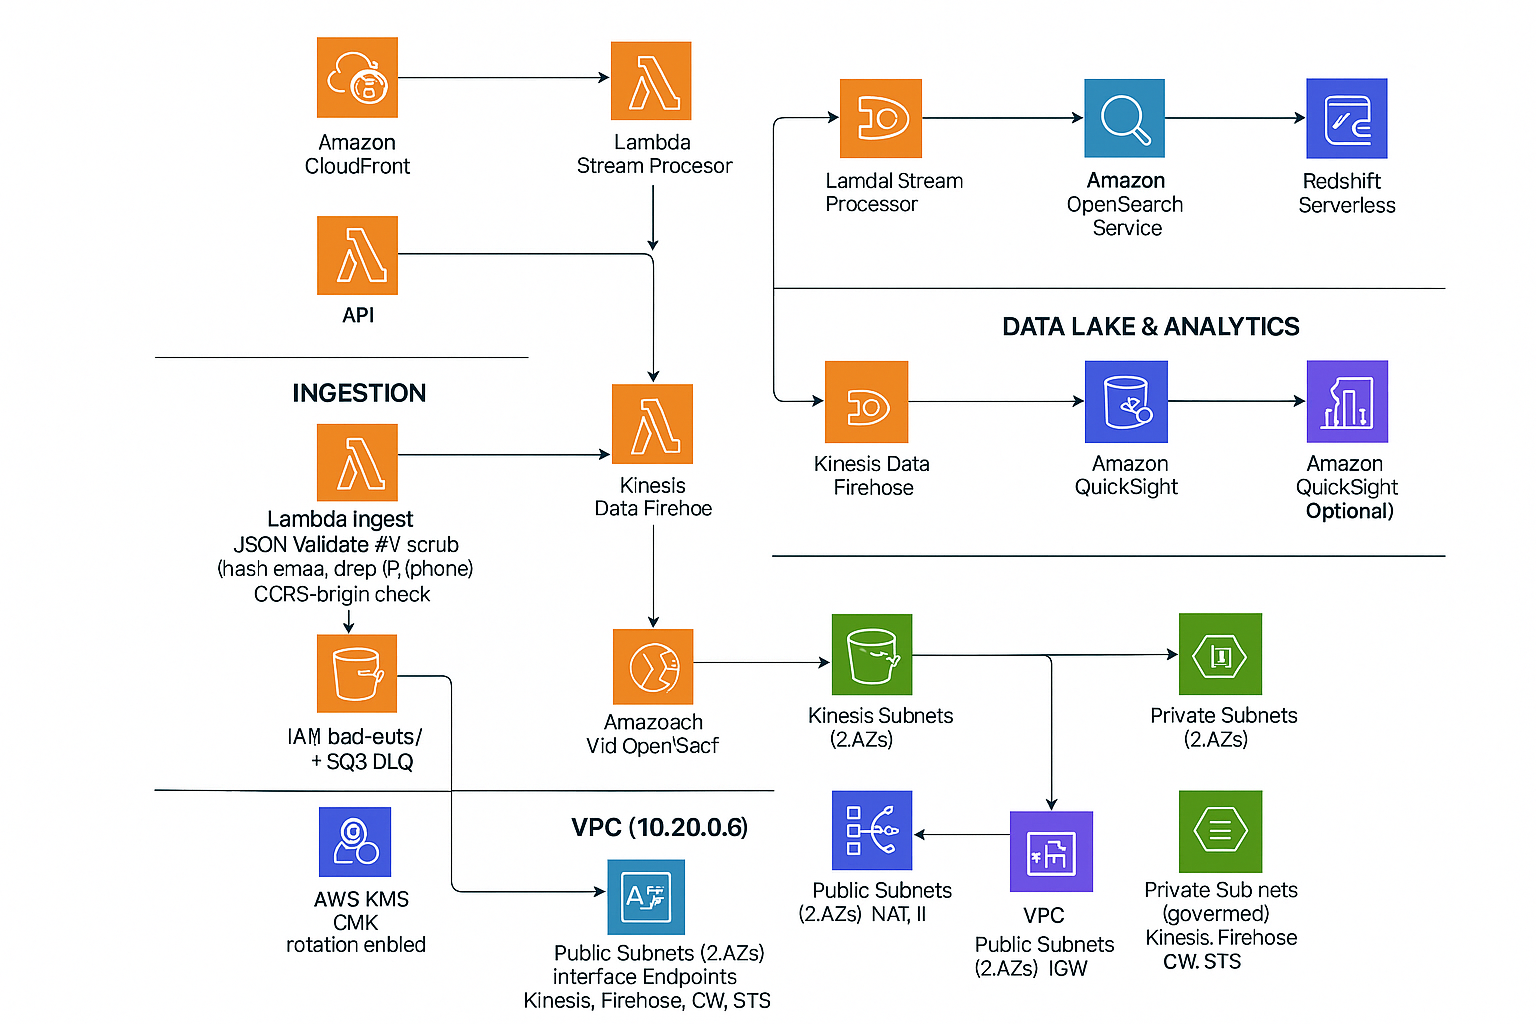 Amazon
CloudFront
Lambda
Stream Procesor
API
INGESTION
Lambda ingest
JSON Validate #V scrub
(hash emaa, drep (P, (phone)
CCRS-brigin check
Kinesis
Data Firehoe
IAM bad-euts/
+ SQ3 DLQ
Amazoach
Vid Open'Sacf
AWS KMS
CMK
rotation enbled
VPC (10.20.0.6)
Public Subnets (2.AZs)
interface Endpoints
Kinesis, Firehose, CW, STS
Lamdal Stream
Processor
Amazon
OpenSearch
Service
Redshift
Serverless
DATA LAKE & ANALYTICS
Kinesis Data
Firehose
Amazon
QuickSight
Amazon
QuickSight
Optional)
Kinesis Subnets
(2.AZs)
Private Subnets
(2.AZs)
Public Subnets
(2.AZs) NAT, II
VPC
Public Subnets
(2.AZs) IGW
Private Sub nets
(govermed)
Kinesis. Firehose
CW. STS